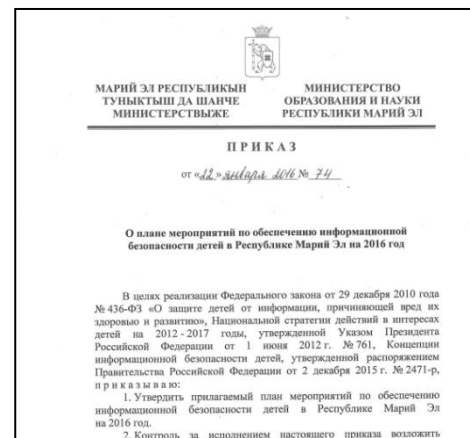 МАРИЙ ЭЛ РЕСПУБЛИКЫН
ТУНЫКТЫШ ДА ШАНЧЕ
МИНИСТЕРСТВЫЖЕ
МИНИСТЕРСТВО
ОБРАЗОВАНИЯ И НАУКИ
РЕСПУБЛИКИ МАРИЙ ЭЛ
ПРИКАЗ
от «22» января 2016 № 74
О плане мероприятий по обеспечению информационной
безопасности детей в Республике Марий Эл на 2016 год
В целях реализации Федерального закона от 29 декабря 2010 года
№ 436-ФЗ «О защите детей от информации, причиняющей вред их
здоровью и развитию», Национальной стратегии действий в интересах
детей на 2012 - 2017 годы, утвержденной Указом Президента
Российской Федерации от 1 июня 2012 г. № 761, Концепции
информационной безопасности детей, утвержденной распоряжением
Правительства Российской Федерации от 2 декабря 2015 г. № 2471-р,
п р и к а з ы в а ю:
1. Утвердить прилагаемый план мероприятий по обеспечению
информационной безопасности детей в Республике Марий Эл
на 2016 год.
2. Контроль за исполнением настоящего приказа возложить